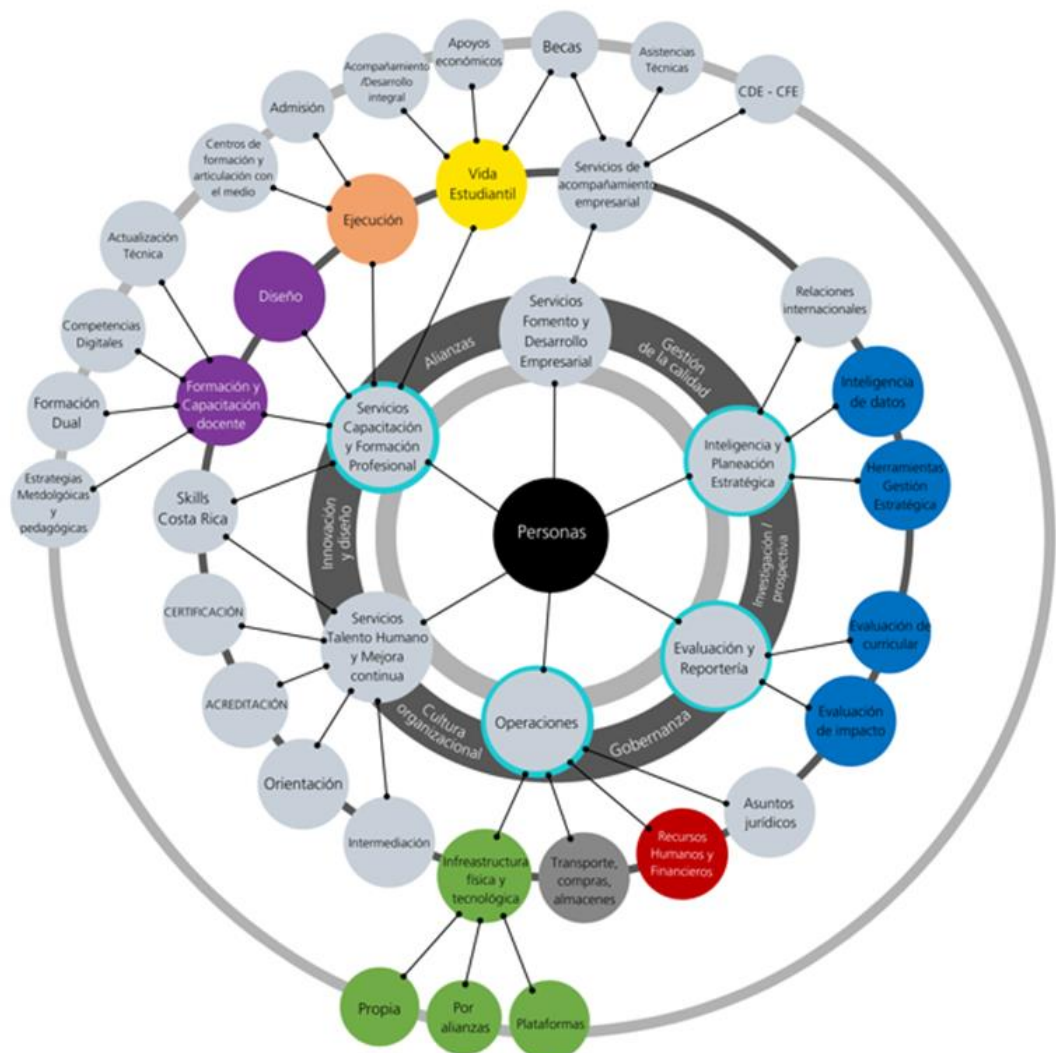 Apoyos
económicos
Becas
Asistencias
Técnicas
Acompañamiento
/Desarrollo
integral
CDE - CFE
Admisión
Centros de
formación y
articulación con
el medio
Vida
Estudiantil
Servicios de
acompañamiento
empresarial
Ejecución
Actualización
Técnica
Diseño
Relaciones
internacionales
Servicios
Fomento y
Desarrollo
Empresarial
Alianzas
Gestión
de la calidad
Competencias
Digitales
Formación y
Capacitación
docente
Inteligencia
de datos
Formación
Dual
Servicios
Capacitación
y Formación
Profesional
Inteligencia y
Planeación
Estratégica
Herramientas
Gestión
Estratégica
Estrategias
Metdolgóicas y
pedagógicas
Skills
Costa Rica
Innovación
y diseño
Personas
Investigación /
prospectiva
CERTIFICACIÓN
Servicios
Talento Humano
y Mejora
continua
Evaluación y
Reportería
Evaluación de
curricular
ACREDITACIÓN
Cultura
organizacional
Operaciones
Gobernanza
Evaluación
de impacto
Orientación
Asuntos
jurídicos
Intermediación
Infreastructura
física y
tecnológica
Transporte,
compras,
almacenes
Recursos
Humanos y
Financieros
Propia
Por
alianzas
Plataformas